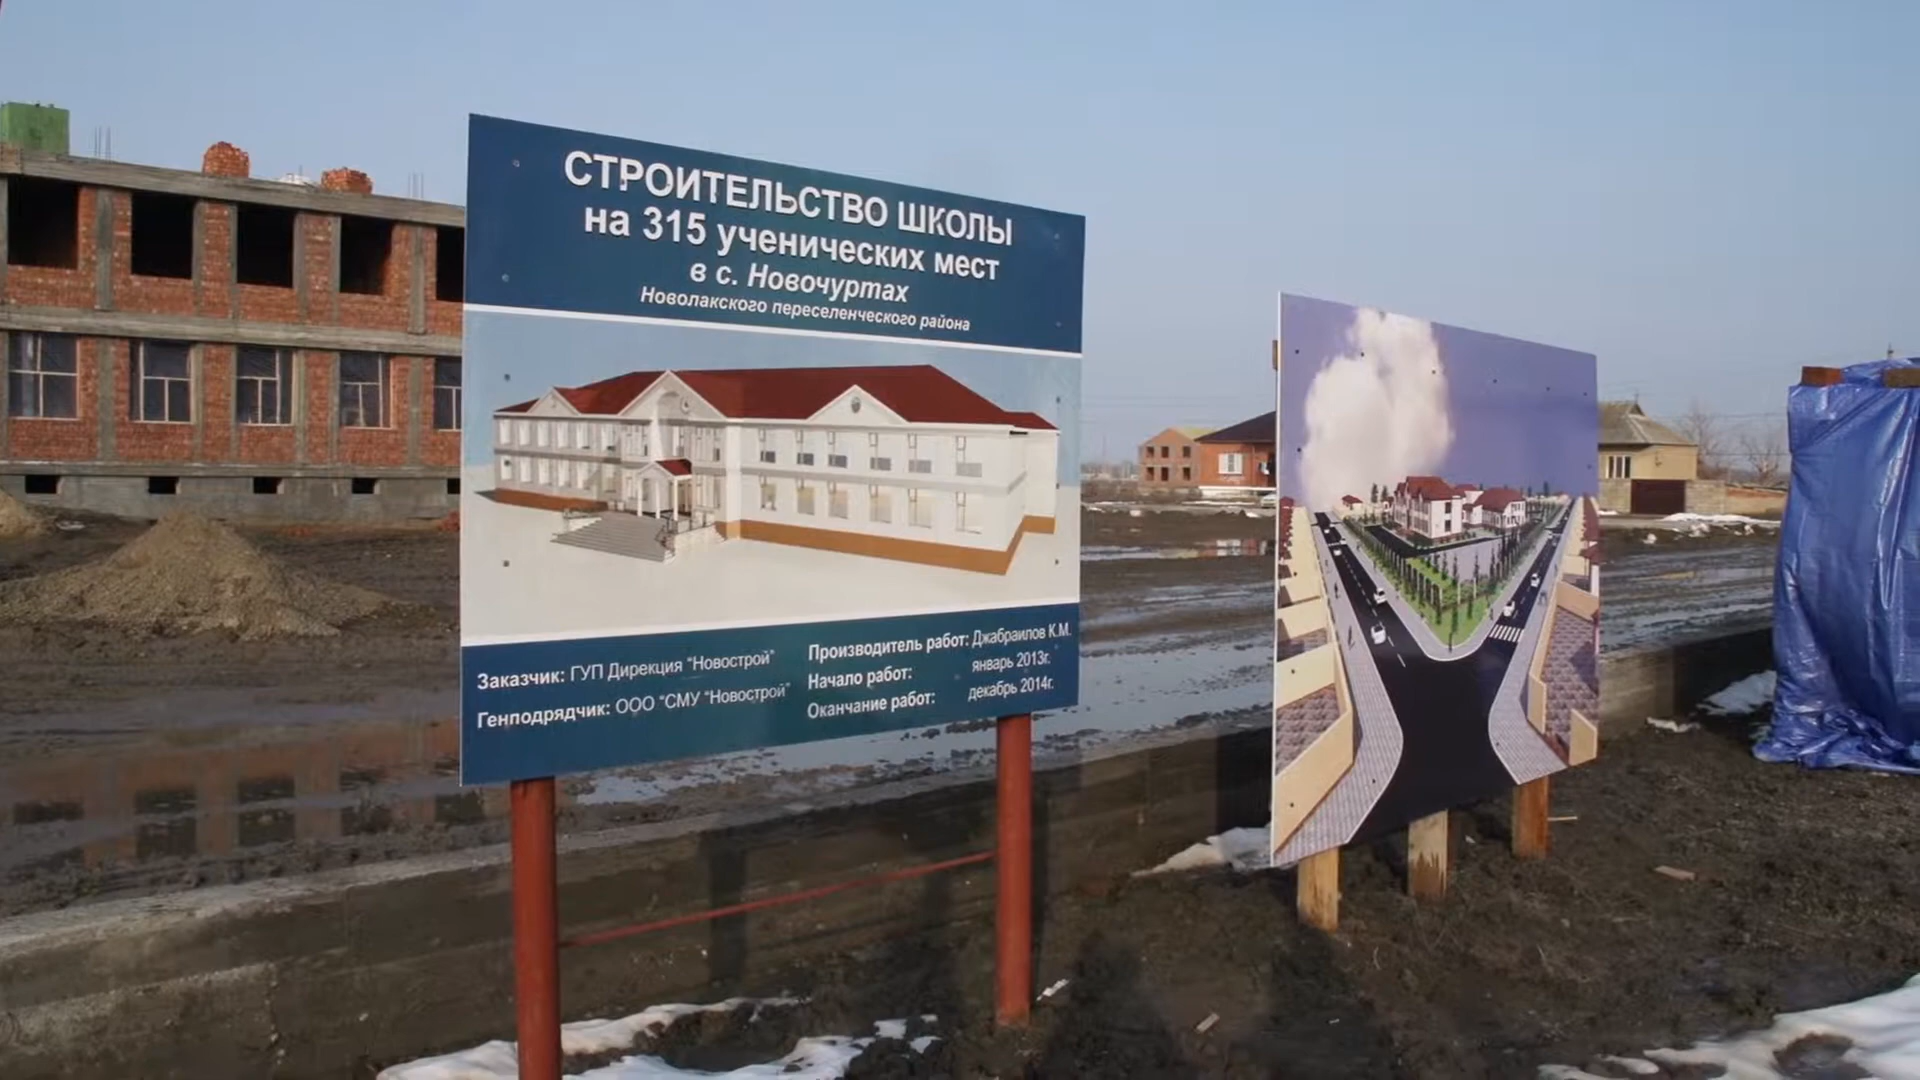 СТРОИТЕЛЬСТВО ШКОЛЫ
на 315 ученических мест
в с. Новочуртах
Новолакского переселенческого района
Заказчик: ГУП Дирекция "Новострой"
Генподрядчик: ООО "СМУ "Новострой"
Производитель работ: Джабраилов К.М.
Начало работ: январь 2013г.
Оканчание работ: декабрь 2014г.